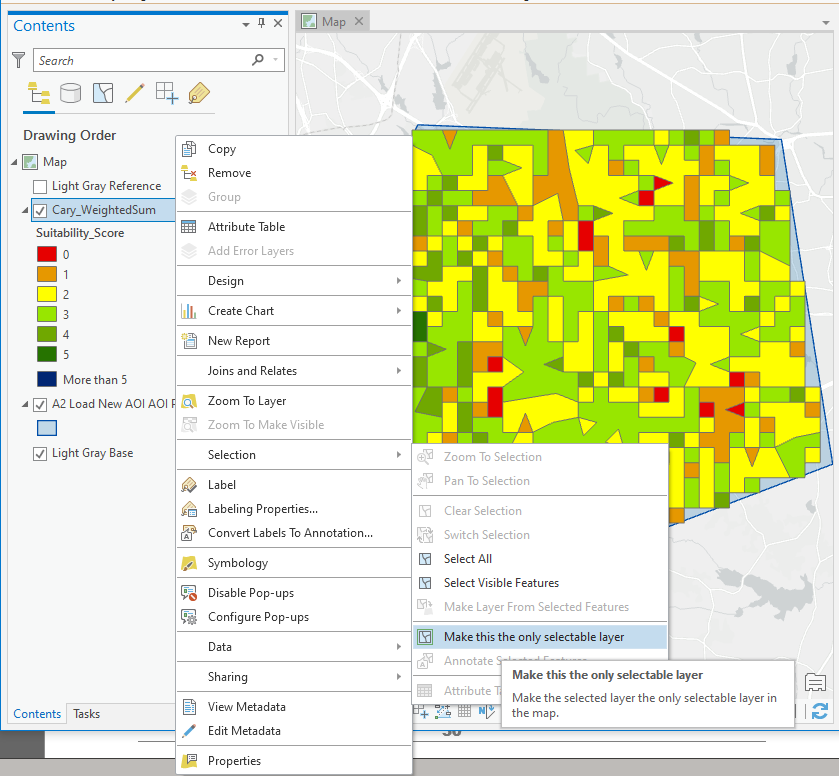 Contents
Map
Search
Drawing Order
Map
Light Gray Reference
Cary_WeightedSum
Suitability_Score
0
1
2
3
4
5
More than 5
A2 Load New AOI AOI
Light Gray Base
Contents Tasks
Copy
Remove
Group
Attribute Table
Add Error Layers
Design
Create Chart
New Report
Joins and Relates
Zoom To Layer
Zoom To Make Visible
Selection
Label
Labeling Properties...
Convert Labels To Annotation...
Symbology
Disable Pop-ups
Configure Pop-ups
Data
Sharing
View Metadata
Edit Metadata
Properties
Zoom To Selection
Pan To Selection
Clear Selection
Switch Selection
Select All
Select Visible Features
Make Layer From Selected Features
Make this the only selectable layer
Annotate Selected Features
Attribute
Make this the only selectable layer
Make the selected layer the only selectable layer in
the map.